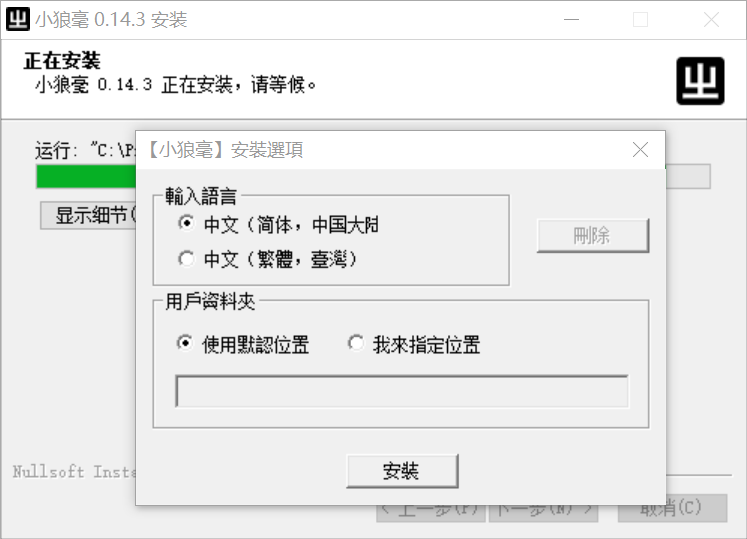 小狼毫 0.14.3 安装
正在安装
小狼毫 0.14.3 正在安装，请等候。
运行: "C:\P
显示细节(
【小狼毫】安裝選項
輸入語言
中文（简体，中国大陆
中文（繁體，臺灣）
刪除
用戶資料夾
使用默認位置
我來指定位置
安裝
Nullsoft Inst
< 上一步(P)
下一步(N) >
取消(C)